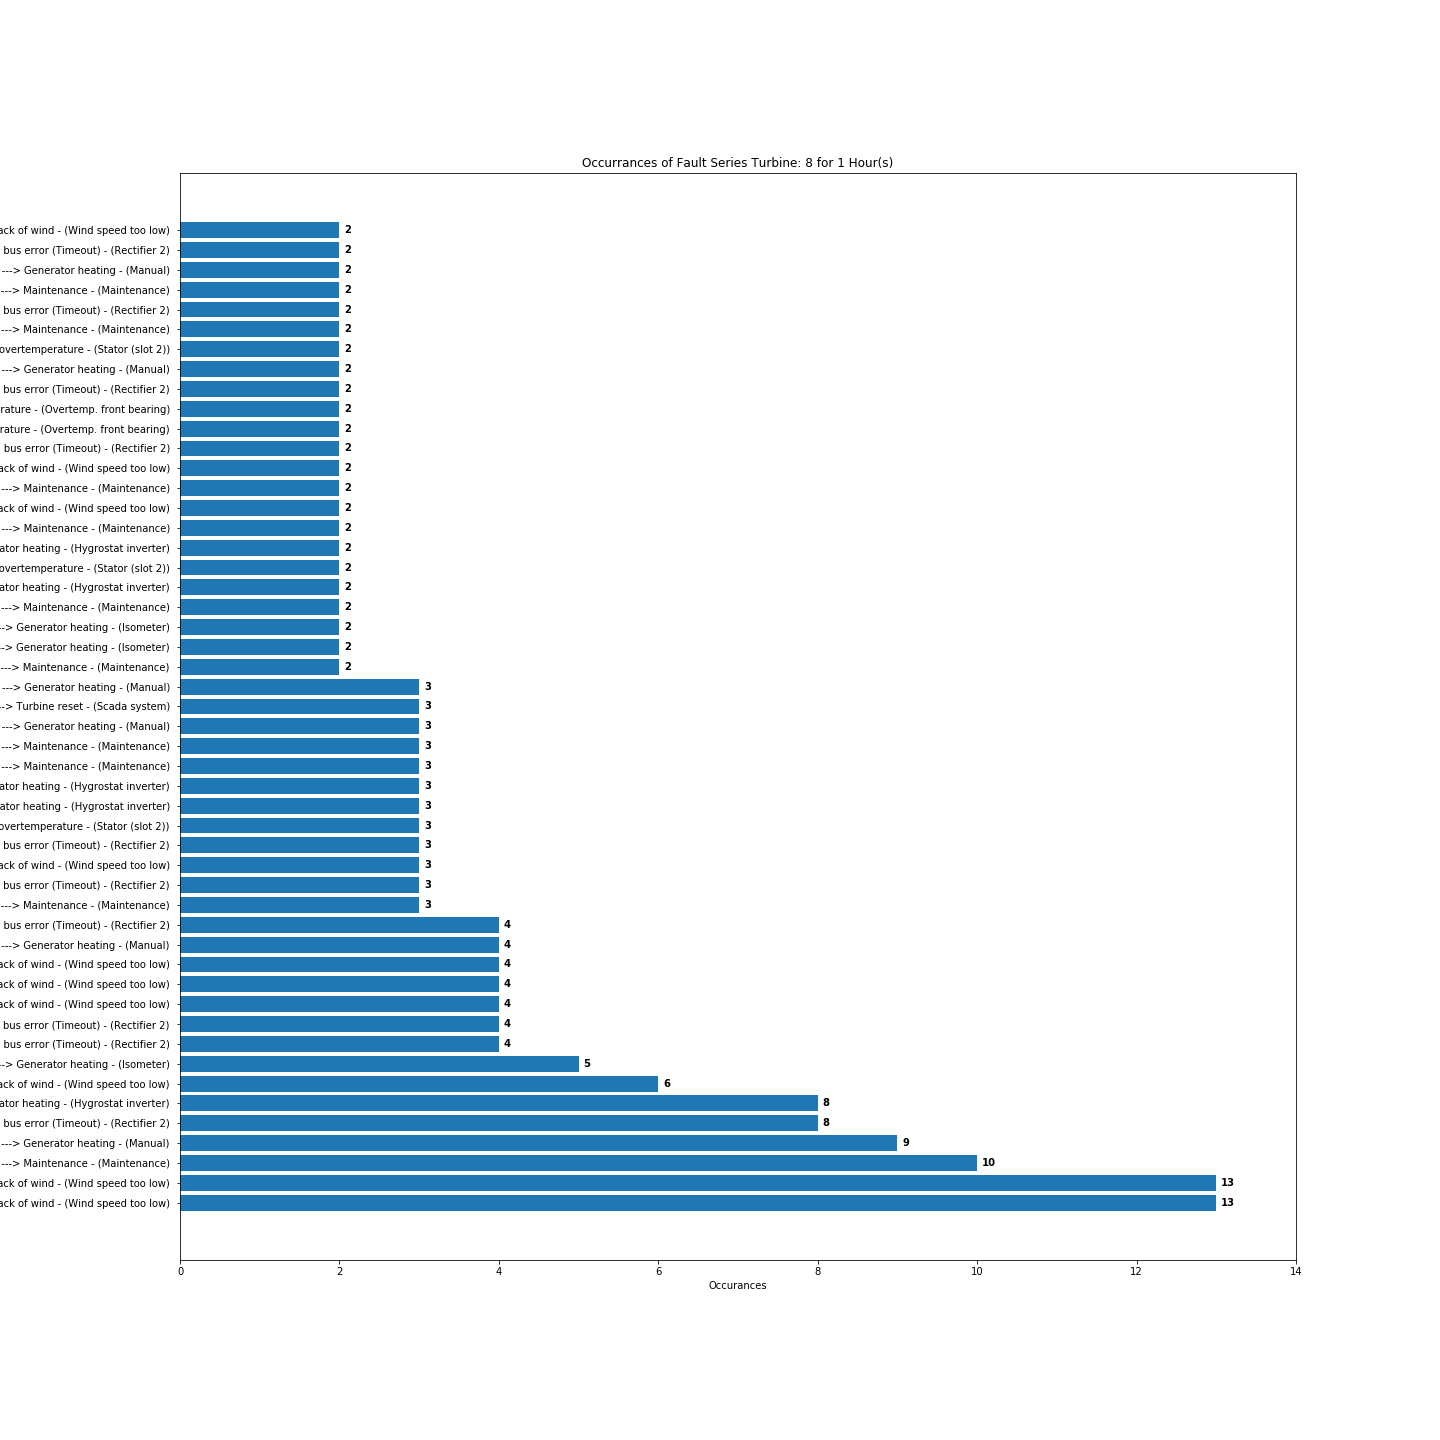 Occurrances of Fault Series Turbine: 8 for 1 Hour(s)
ack of wind - (Wind speed too low) 2
bus error (Timeout) - (Rectifier 2) 2
---> Generator heating - (Manual) 2
---> Maintenance - (Maintenance) 2
bus error (Timeout) - (Rectifier 2) 2
---> Maintenance - (Maintenance) 2
overtemperature - (Stator (slot 2)) 2
---> Generator heating - (Manual) 2
bus error (Timeout) - (Rectifier 2) 2
rature - (Overtemp. front bearing) 2
rature - (Overtemp. front bearing) 2
bus error (Timeout) - (Rectifier 2) 2
ack of wind - (Wind speed too low) 2
---> Maintenance - (Maintenance) 2
ack of wind - (Wind speed too low) 2
---> Maintenance - (Maintenance) 2
ator heating - (Hygrostat inverter) 2
overtemperature - (Stator (slot 2)) 2
ator heating - (Hygrostat inverter) 2
---> Maintenance - (Maintenance) 2
--> Generator heating - (Isometer) 2
--> Generator heating - (Isometer) 2
---> Maintenance - (Maintenance) 2
---> Generator heating - (Manual) 3
--> Turbine reset - (Scada system) 3
---> Generator heating - (Manual) 3
---> Maintenance - (Maintenance) 3
---> Maintenance - (Maintenance) 3
ator heating - (Hygrostat inverter) 3
ator heating - (Hygrostat inverter) 3
overtemperature - (Stator (slot 2)) 3
bus error (Timeout) - (Rectifier 2) 3
ack of wind - (Wind speed too low) 3
bus error (Timeout) - (Rectifier 2) 3
---> Maintenance - (Maintenance) 3
bus error (Timeout) - (Rectifier 2) 4
---> Generator heating - (Manual) 4
ack of wind - (Wind speed too low) 4
ack of wind - (Wind speed too low) 4
ack of wind - (Wind speed too low) 4
bus error (Timeout) - (Rectifier 2) 4
bus error (Timeout) - (Rectifier 2) 4
--> Generator heating - (Isometer) 5
ack of wind - (Wind speed too low) 6
ator heating - (Hygrostat inverter) 8
bus error (Timeout) - (Rectifier 2) 8
---> Generator heating - (Manual) 9
---> Maintenance - (Maintenance) 10
ack of wind - (Wind speed too low) 13
ack of wind - (Wind speed too low) 13
0 2 4 6 8 10 12 14
Occurances